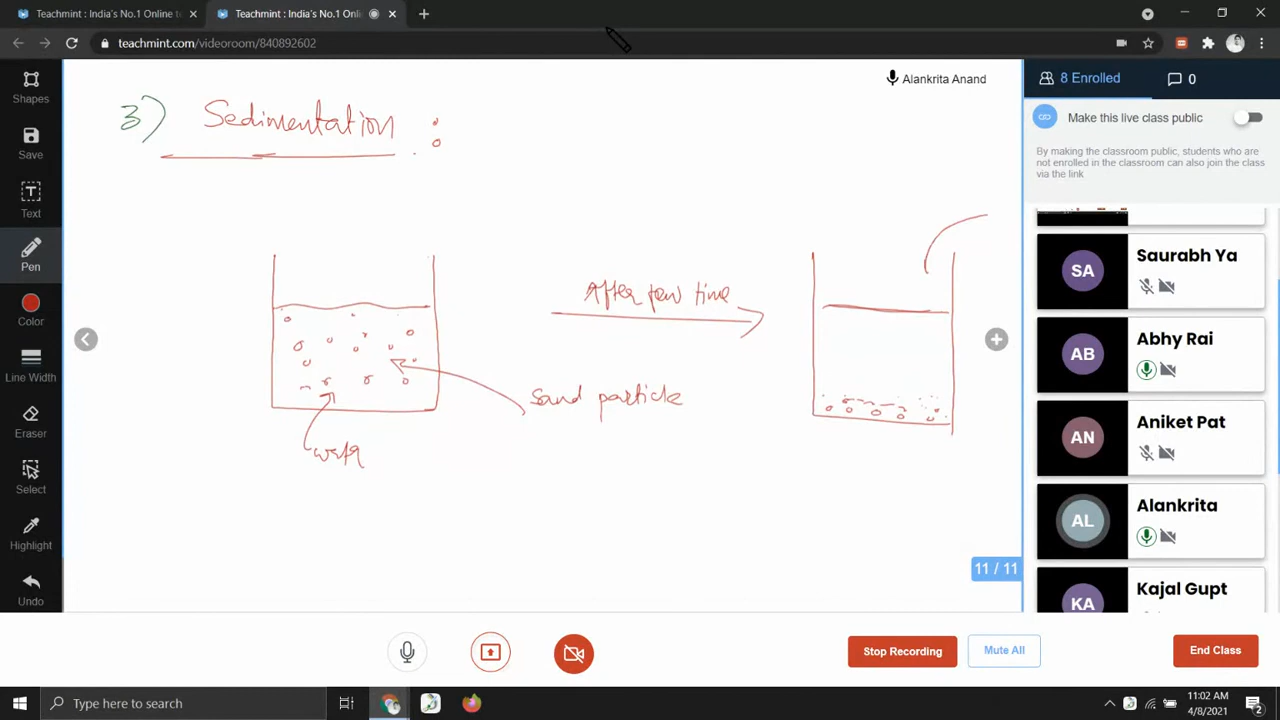 Teachmint : India's No.1 Online te
Teachmint : India's No.1 Onlin
teachmint.com/videoroom/840892602
Shapes
Save
Text
Pen
Color
Line Width
Eraser
Select
Highlight
Undo
Alankrita Anand
3) Sedimentation :
After few time
sand particle
11 / 11
8 Enrolled
0
Make this live class public
By making the classroom public, students who are
not enrolled in the classroom can also join the class
via the link
SA
Saurabh Ya
AB
Abhy Rai
AN
Aniket Pat
AL
Alankrita
KA
Kajal Gupt
Stop Recording
Mute All
End Class
Type here to search
11:02 AM
4/8/2021
2